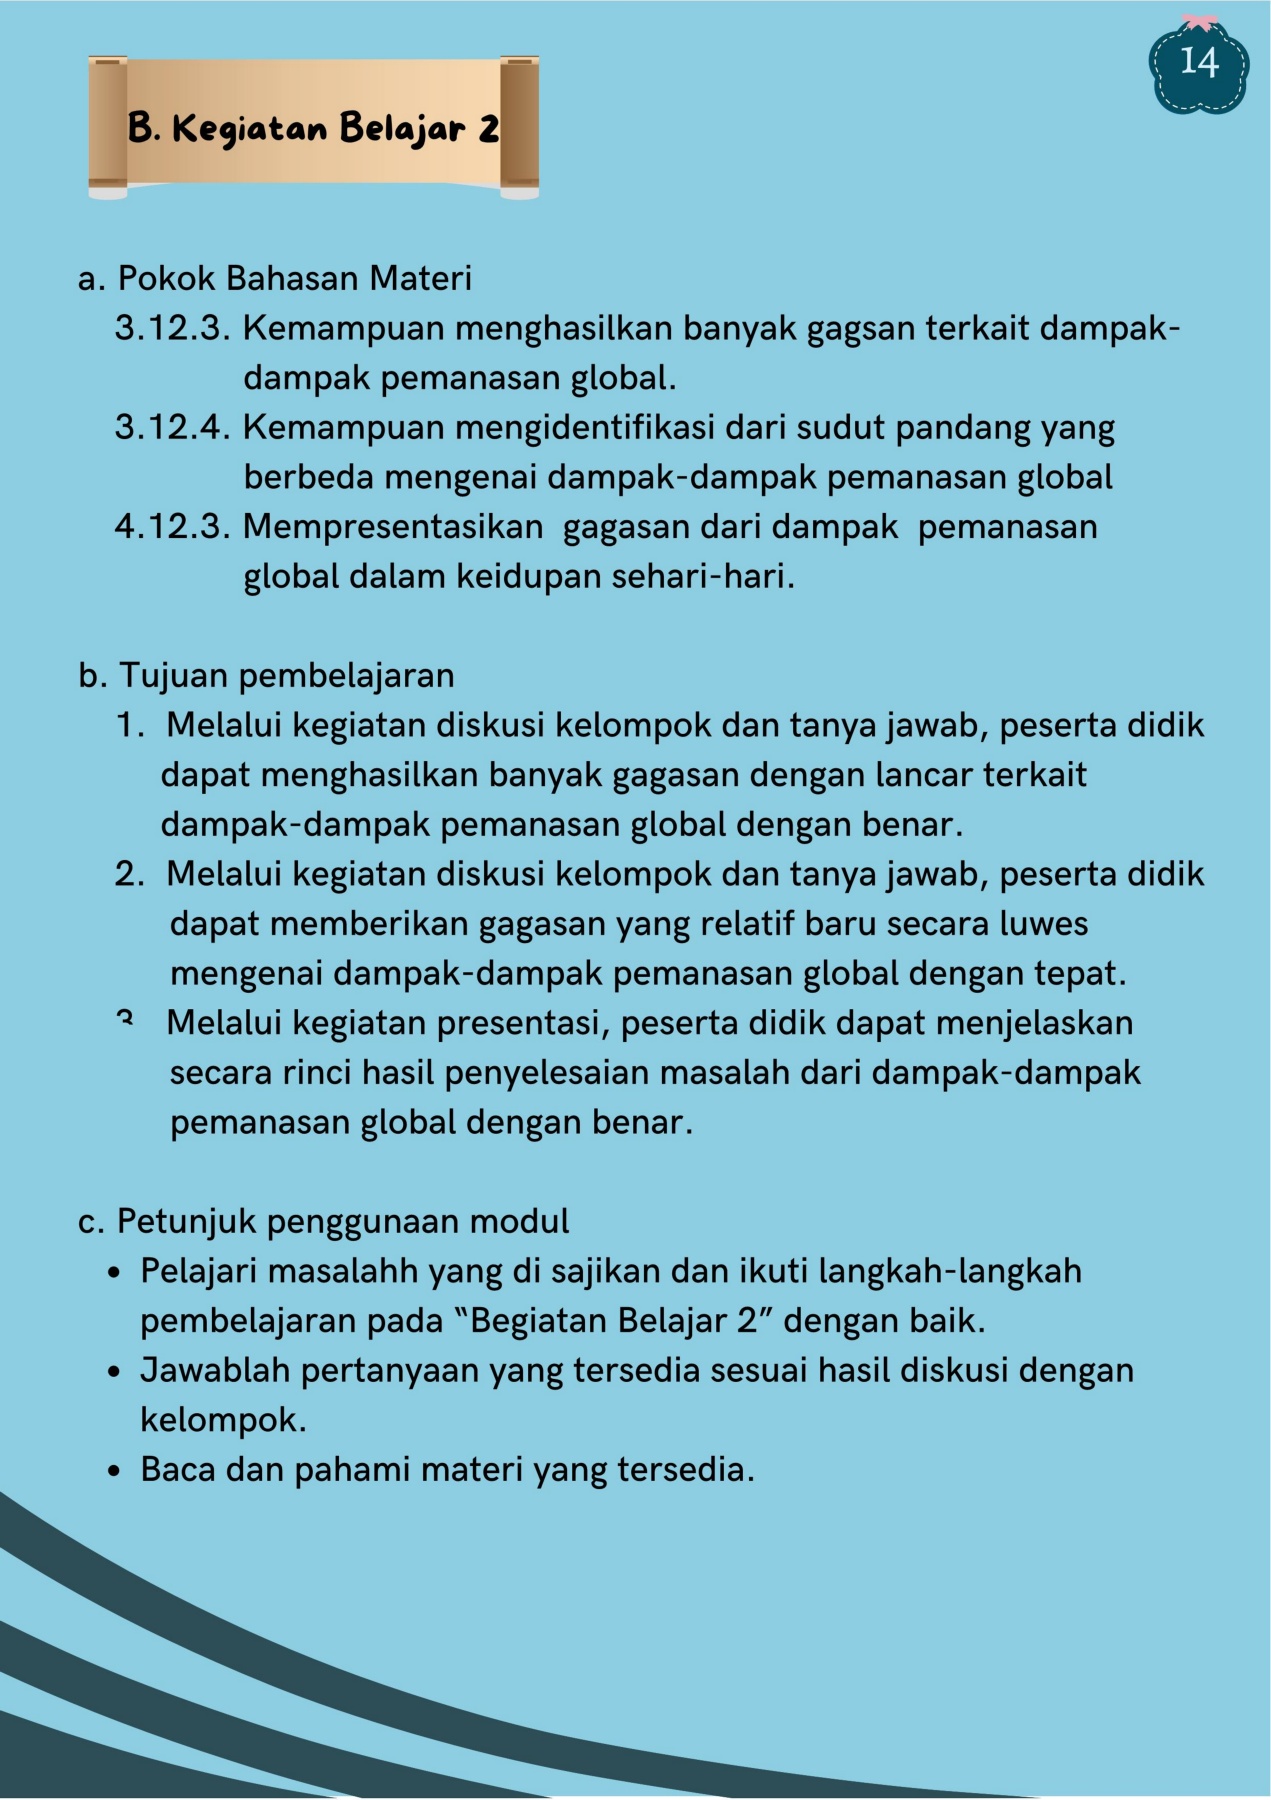 14
B. Kegiatan Belajar 2
a. Pokok Bahasan Materi
3.12.3. Kemampuan menghasilkan banyak gagsan terkait dampak-
dampak pemanasan global.
3.12.4. Kemampuan mengidentifikasi dari sudut pandang yang
berbeda mengenai dampak-dampak pemanasan global
4.12.3. Mempresentasikan gagasan dari dampak pemanasan
global dalam keidupan sehari-hari.
b. Tujuan pembelajaran
1. Melalui kegiatan diskusi kelompok dan tanya jawab, peserta didik
dapat menghasilkan banyak gagasan dengan lancar terkait
dampak-dampak pemanasan global dengan benar.
2. Melalui kegiatan diskusi kelompok dan tanya jawab, peserta didik
dapat memberikan gagasan yang relatif baru secara luwes
mengenai dampak-dampak pemanasan global dengan tepat.
3 Melalui kegiatan presentasi, peserta didik dapat menjelaskan
secara rinci hasil penyelesaian masalah dari dampak-dampak
pemanasan global dengan benar.
c. Petunjuk penggunaan modul
• Pelajari masalahh yang di sajikan dan ikuti langkah-langkah
pembelajaran pada “Begiatan Belajar 2” dengan baik.
• Jawablah pertanyaan yang tersedia sesuai hasil diskusi dengan
kelompok.
• Baca dan pahami materi yang tersedia.